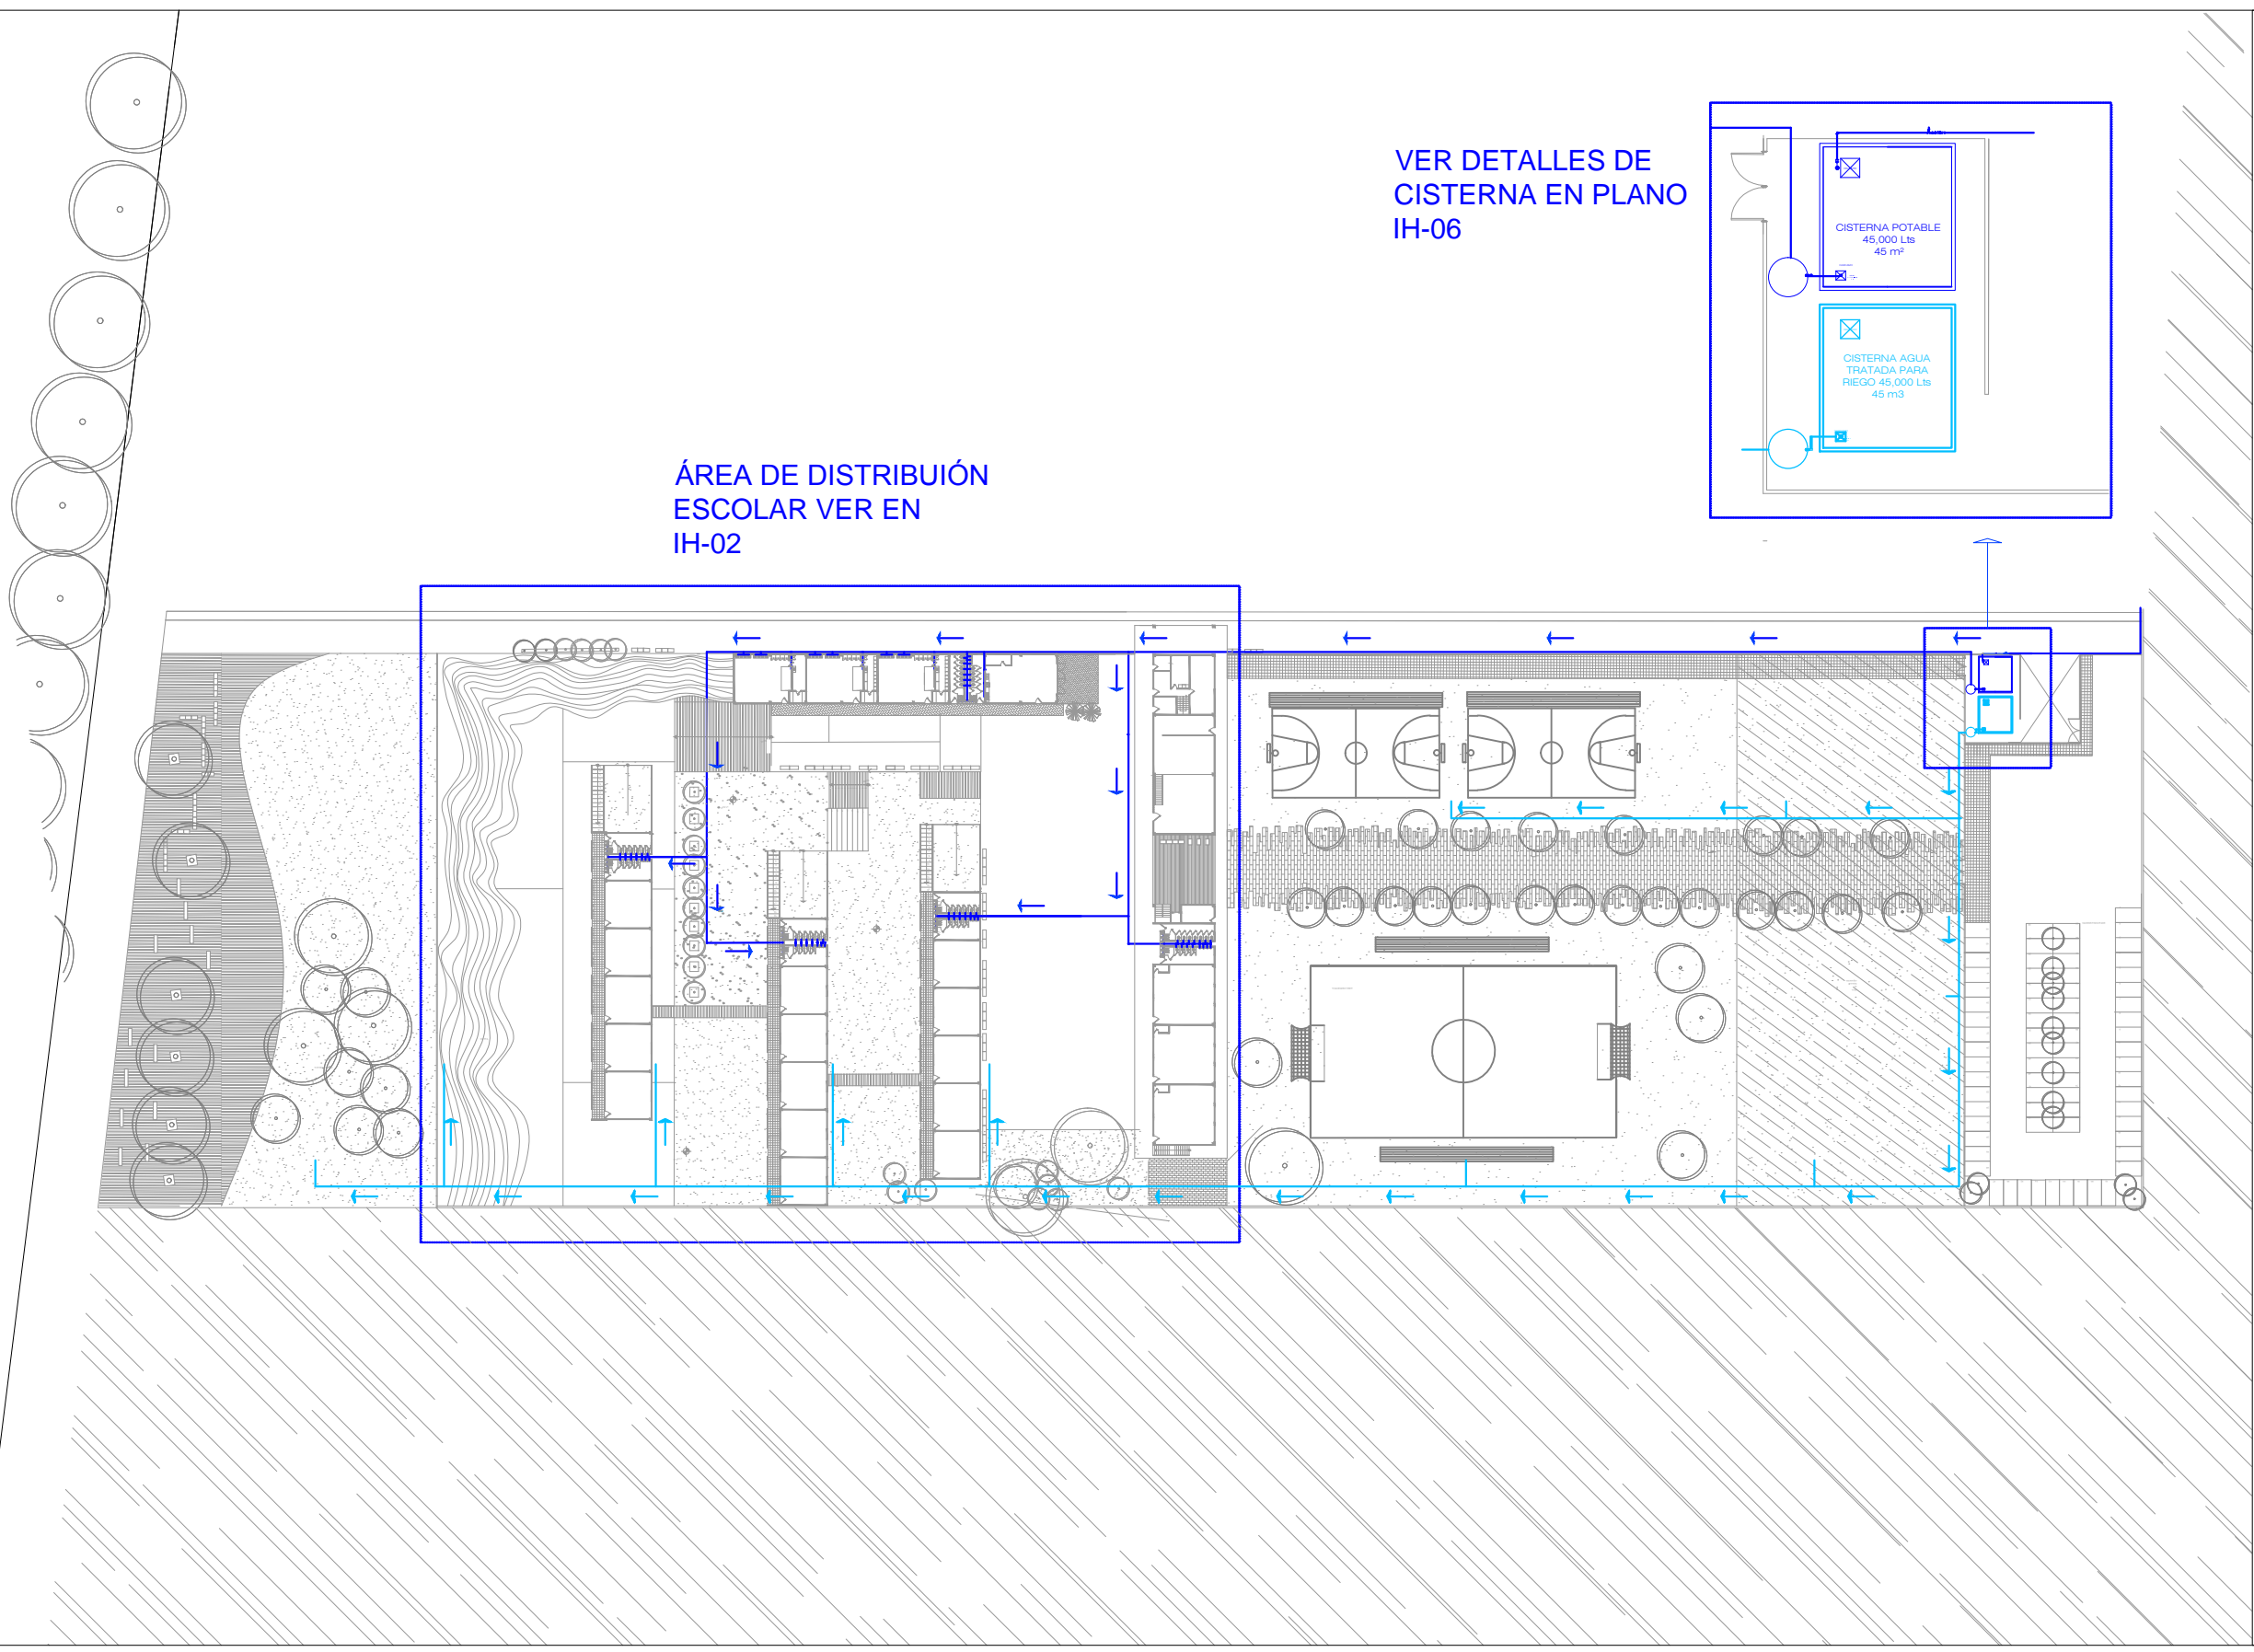 VER DETALLES DE
CISTERNA EN PLANO
IH-06
CISTERNA POTABLE
45,000 Lts
45 m²
CISTERNA AGUA
TRATADA PARA
RIEGO 45,000 Lts
45 m3
ÁREA DE DISTRIBUIÓN
ESCOLAR VER EN
IH-02